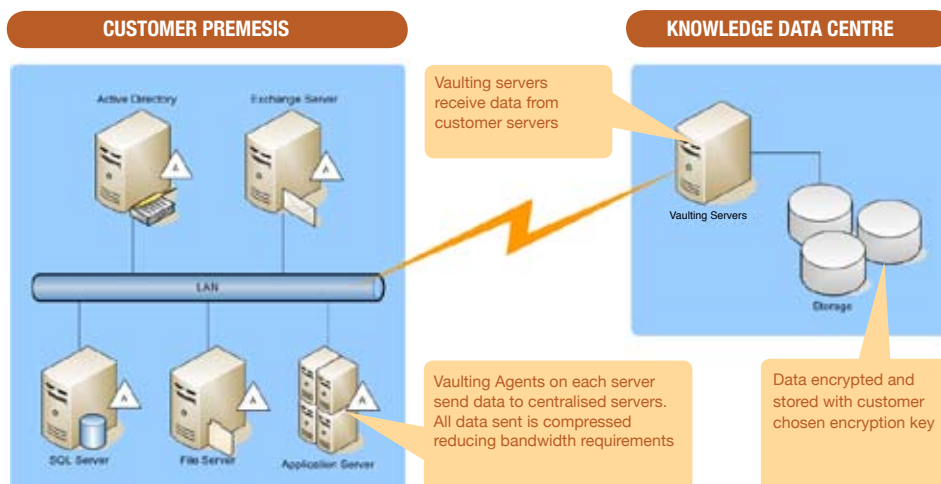 CUSTOMER PREMESIS
KNOWLEDGE DATA CENTRE
Active Directory
Exchange Server
A
A
Vaulting servers
receive data from
customer servers
Vaulting Servers
Storage
LAN
SQL Server
A
File Server
A
Application Server
A
Vaulting Agents on each server
send data to centralised servers.
All data sent is compressed
reducing bandwidth requirements
Data encrypted and
stored with customer
chosen encryption key